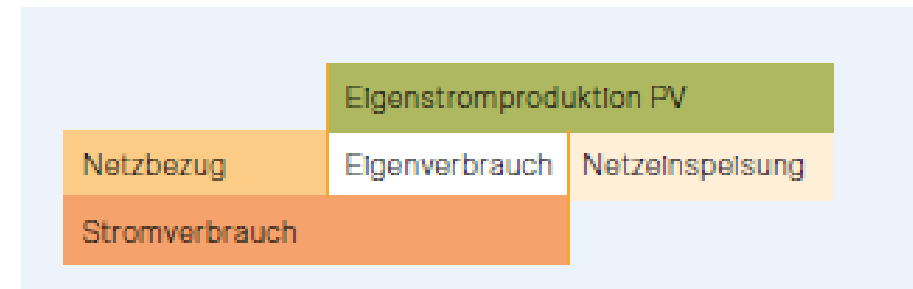 Eigenstromproduktion PV
Netzbezug Eigenverbrauch Netzeinspeisung
Stromverbrauch